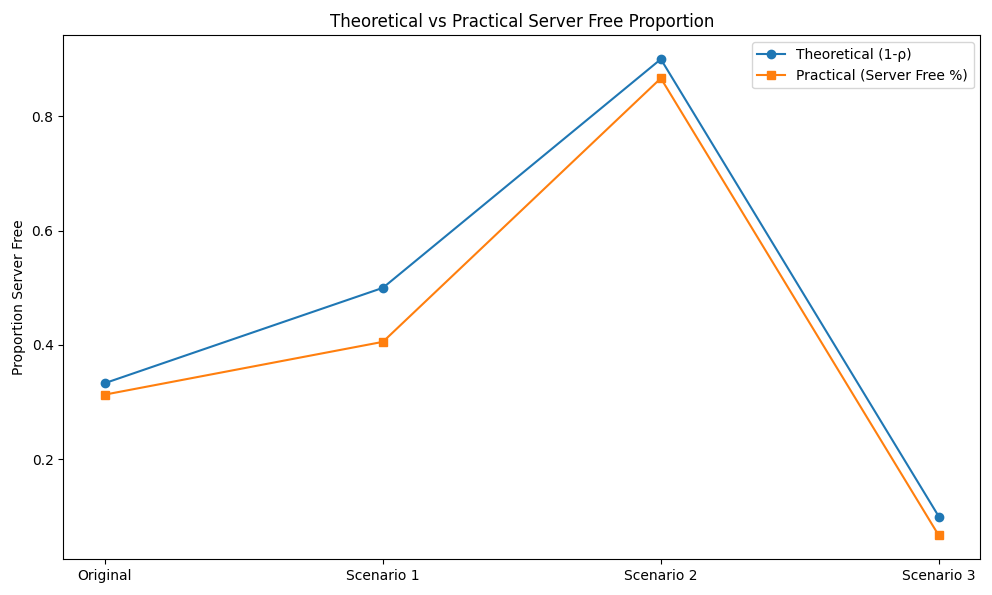 Theoretical vs Practical Server Free Proportion
Theoretical (1-ρ)
Practical (Server Free %)
Proportion Server Free
0.8
0.6
0.4
0.2
Original
Scenario 1
Scenario 2
Scenario 3